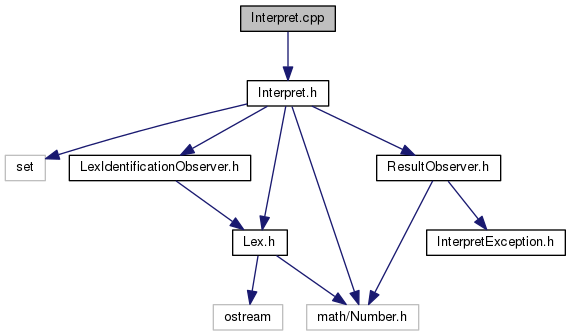 Interpret.cpp
Interpret.h
set
LexIdentificationObserver.h
ResultObserver.h
Lex.h
InterpretException.h
ostream
math/Number.h